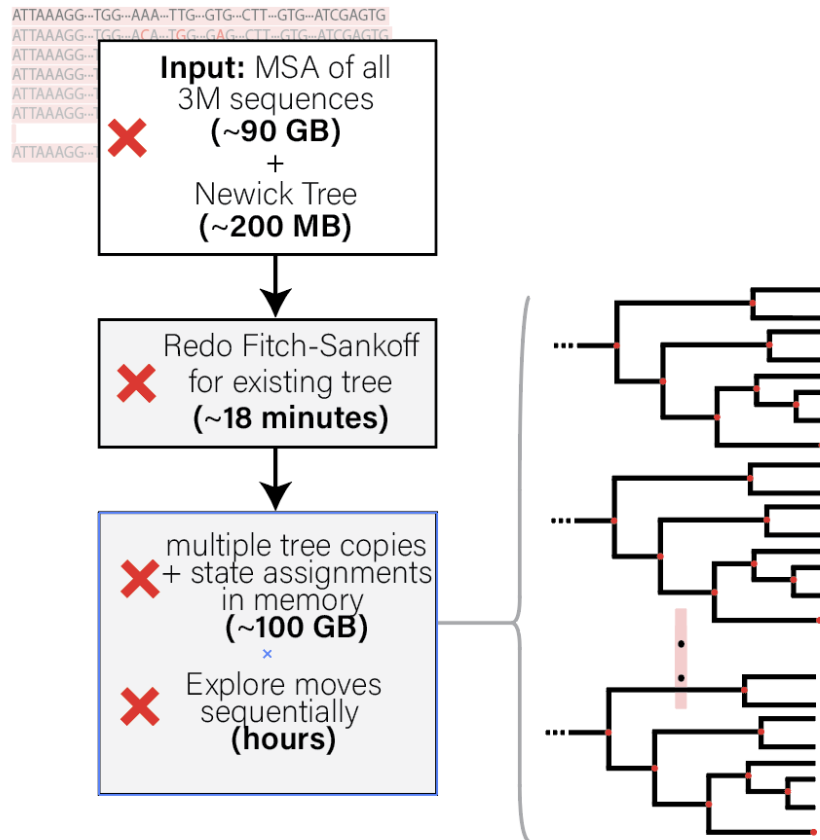 ATTAAAGG···TGG···AAA···TTG···GTG···CTT···GTG···ATCGAGTG
ATTAAAGG···TGG···ACA···TGG···GAG···CTT···GTG···ATCGAGTG
ATTAAAGG···T
ATTAAAGG···T
ATTAAAGG···T
ATTAAAGG···T
ATTAAAGG···T
Input: MSA of all
3M sequences
(~90 GB)
+
Newick Tree
(~200 MB)
Redo Fitch-Sankoff
for existing tree
(~18 minutes)
multiple tree copies
+ state assignments
in memory
(~100 GB)
×
Explore moves
sequentially
(hours)